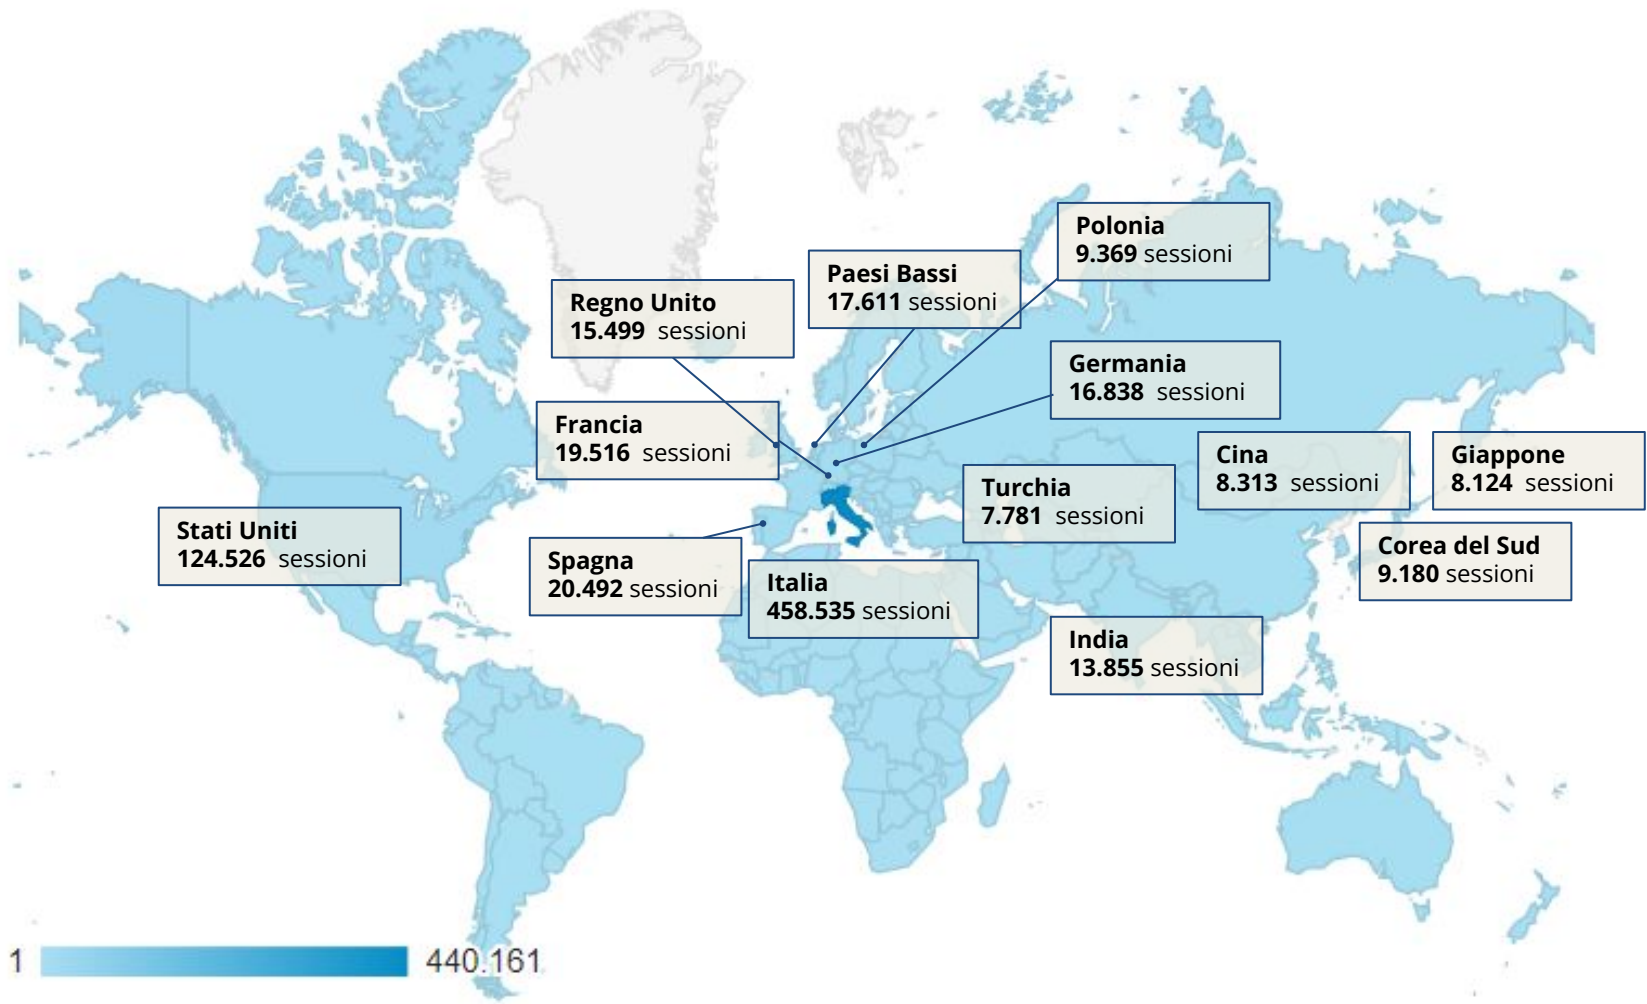 Polonia
9.369 sessioni
Paesi Bassi
17.611 sessioni
Regno Unito
15.499 sessioni
Germania
16.838 sessioni
Francia
19.516 sessioni
Cina
8.313 sessioni
Giappone
8.124 sessioni
Turchia
7.781 sessioni
Stati Uniti
124.526 sessioni
Corea del Sud
9.180 sessioni
Spagna
20.492 sessioni
Italia
458.535 sessioni
India
13.855 sessioni
1
440.161